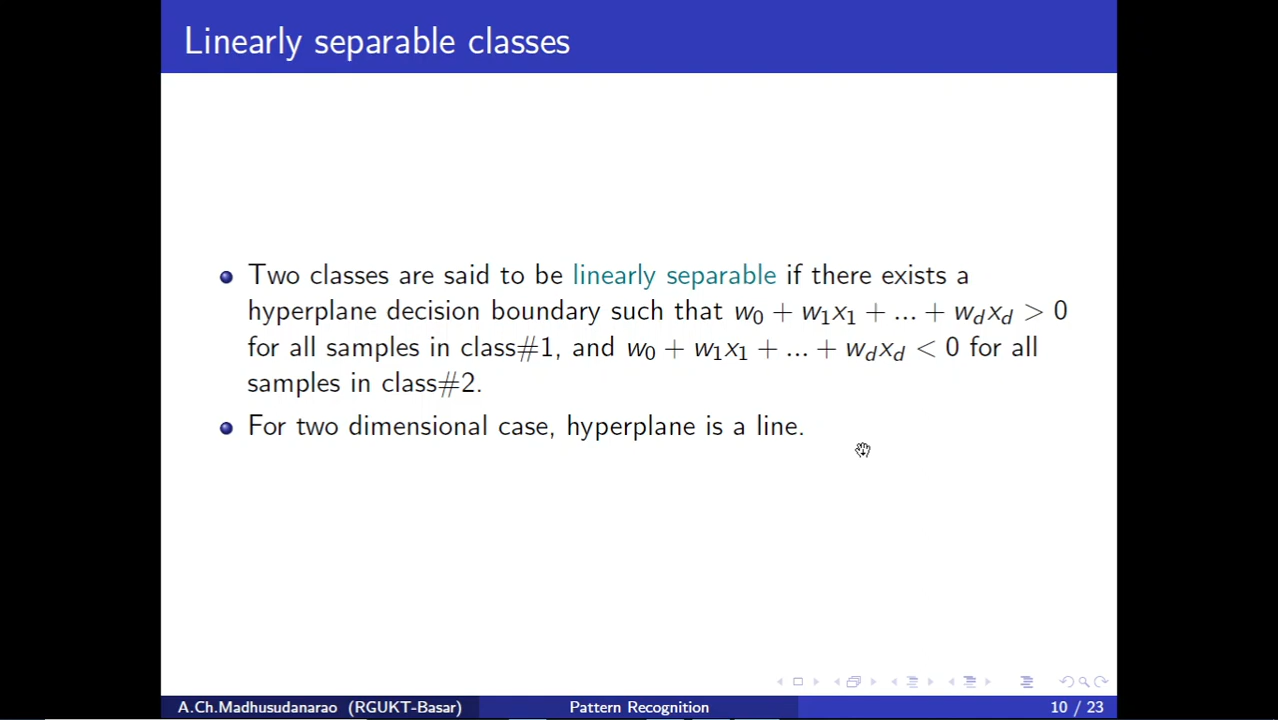 Linearly separable classes
Two classes are said to be linearly separable if there exists a
hyperplane decision boundary such that w₀ + w₁x₁ + ... + w_dx_d > 0
for all samples in class#1, and w₀ + w₁x₁ + ... + w_dx_d < 0 for all
samples in class#2.
For two dimensional case, hyperplane is a line.
A.Ch.Madhusudanarao (RGUKT-Basar) Pattern Recognition 10 / 23